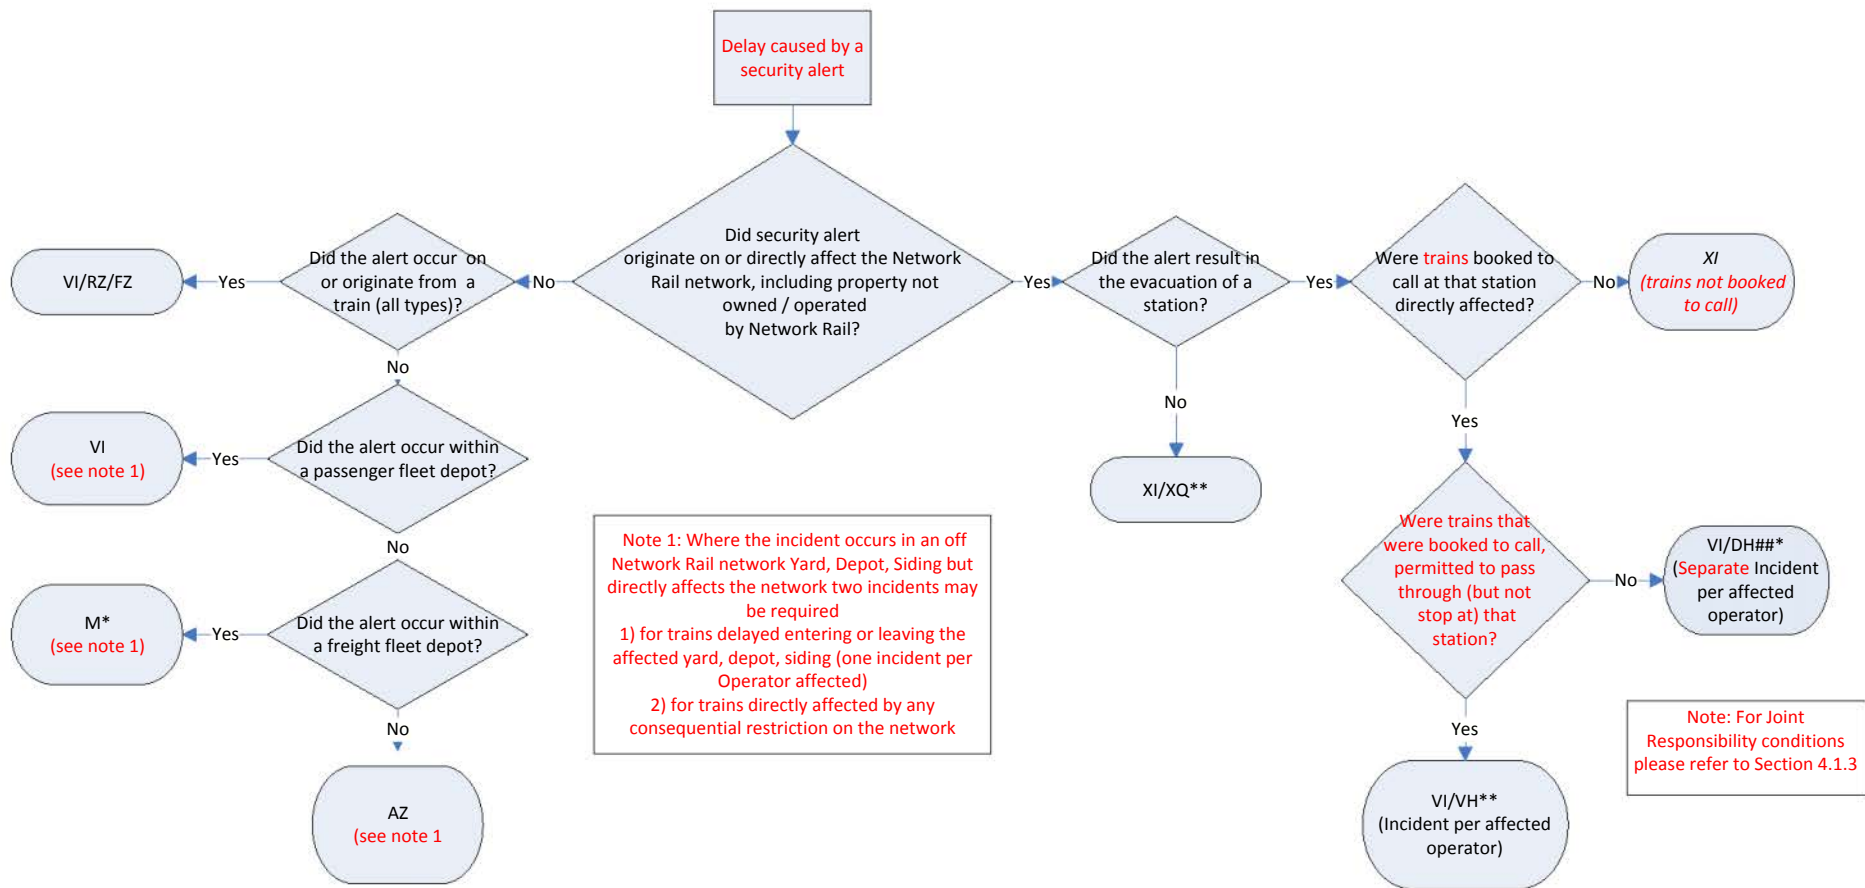 Delay caused by a
security alert
Did security alert
originate on or directly affect the Network
Rail network, including property not
owned / operated
by Network Rail?
No
Did the alert occur on
or originate from a
train (all types)?
Yes
VI/RZ/FZ
No
Did the alert occur within
a passenger fleet depot?
Yes
VI
(see note 1)
No
Did the alert occur within
a freight fleet depot?
Yes
M*
(see note 1)
No
AZ
(see note 1
Yes
Did the alert result in
the evacuation of a
station?
No
XI/XQ**
Yes
Were trains booked to
call at that station
directly affected?
No
XI
(trains not booked
to call)
Yes
Were trains that
were booked to call,
permitted to pass
through (but not
stop at) that
station?
No
VI/DH##*
(Separate Incident
per affected
operator)
Yes
VI/VH**
(Incident per affected
operator)
Note 1: Where the incident occurs in an off
Network Rail network Yard, Depot, Siding but
directly affects the network two incidents may
be required
1) for trains delayed entering or leaving the
affected yard, depot, siding (one incident per
Operator affected)
2) for trains directly affected by any
consequential restriction on the network
Note: For Joint
Responsibility conditions
please refer to Section 4.1.3